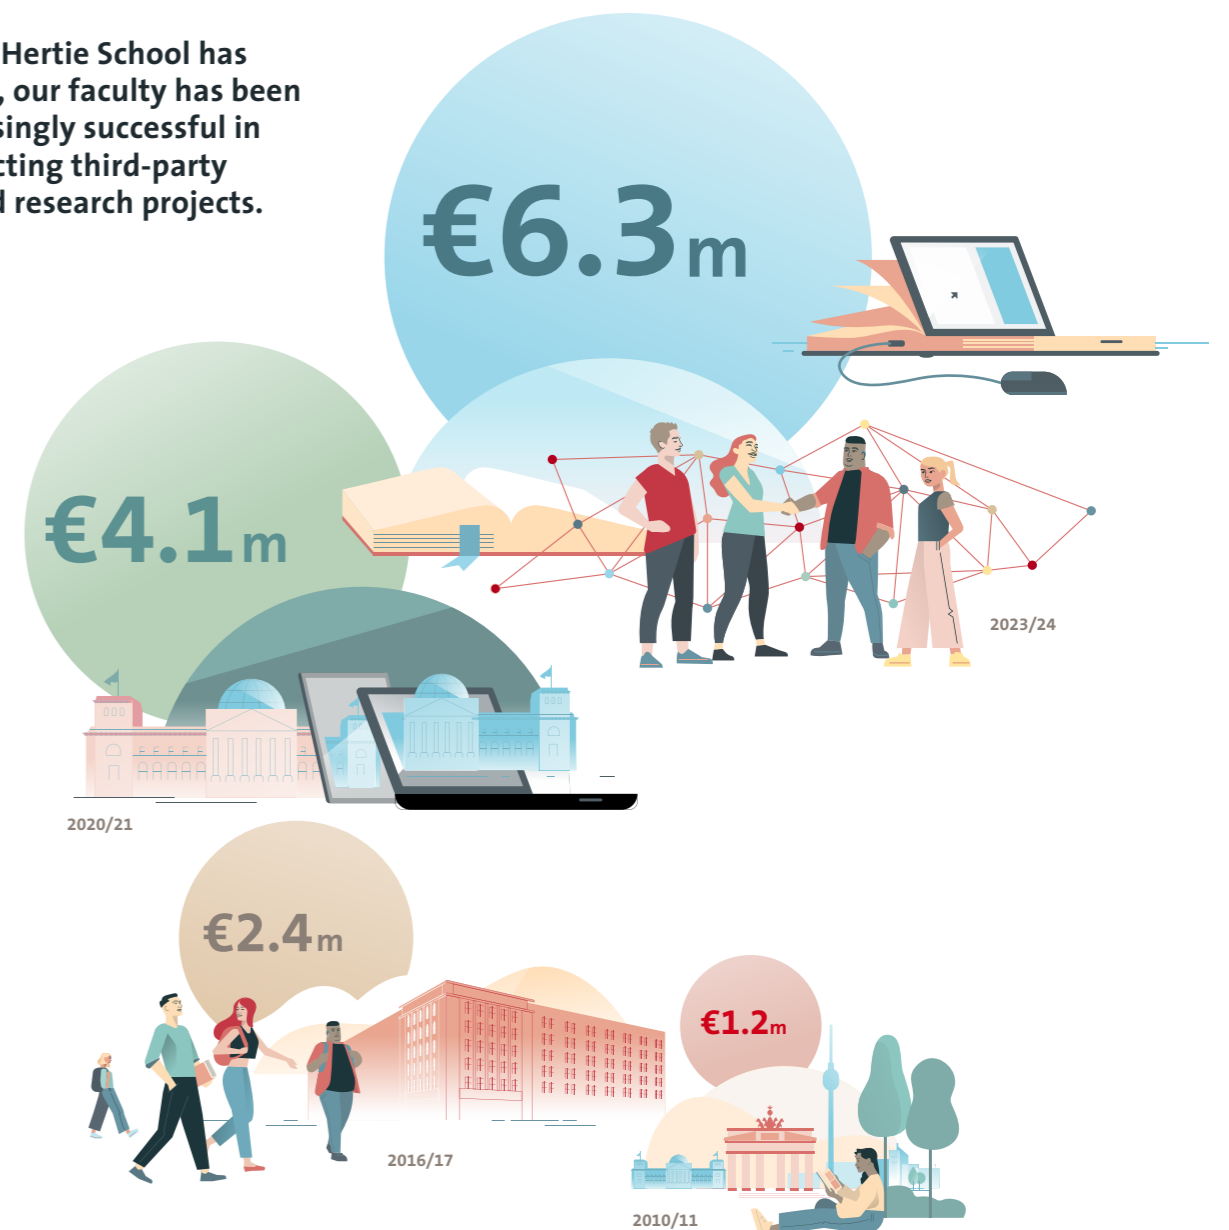 Hertie School has
, our faculty has been
singly successful in
cting third-party
d research projects.
€6.3m
€4.1m
2023/24
2020/21
€2.4m
€1.2m
2016/17
2010/11